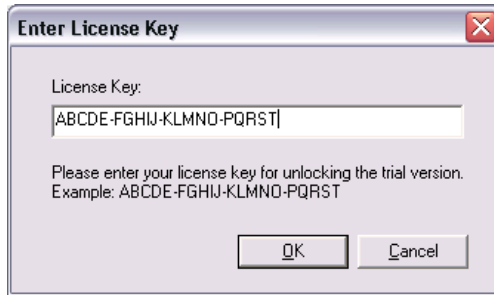 Enter License Key
License Key:
ABCDE-FGHIJ-KLMNO-PQRST
Please enter your license key for unlocking the trial version.
Example: ABCDE-FGHIJ-KLMNO-PQRST
OK Cancel